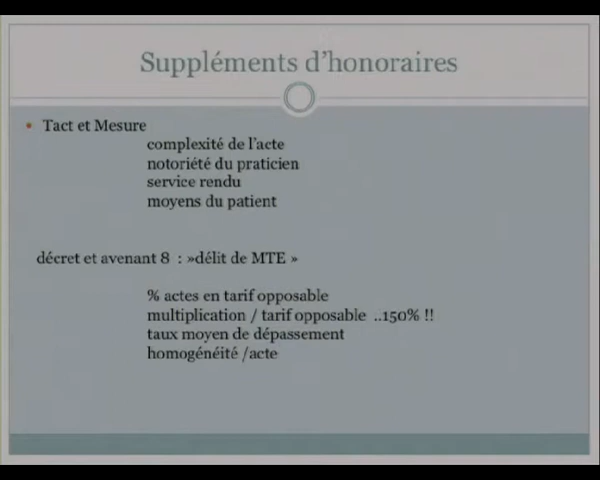 Suppléments d'honoraires
Tact et Mesure
complexité de l'acte
notoriété du praticien
service rendu
moyens du patient
décret et avenant 8 : »délit de MTE »
% actes en tarif opposable
multiplication / tarif opposable ..150% !!
taux moyen de dépassement
homogénéité /acte